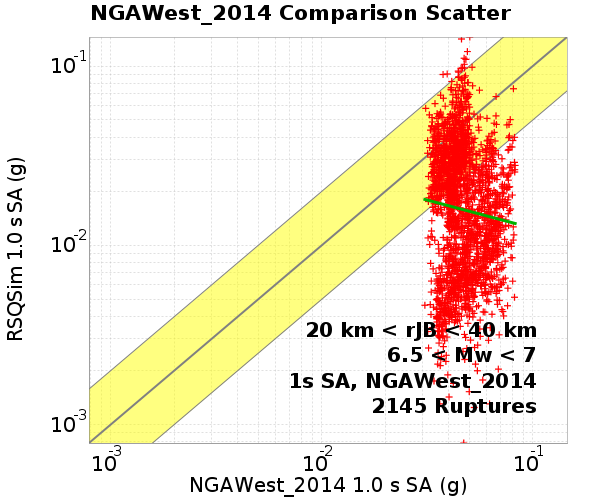 NGAWest_2014 Comparison Scatter
RSQSim 1.0 s SA (g)
10-1
10-2
10-3
20 km < rJB < 40 km
6.5 < Mw < 7
1s SA, NGAWest_2014
2145 Ruptures
10-3 10-2 10-1
NGAWest_2014 1.0 s SA (g)